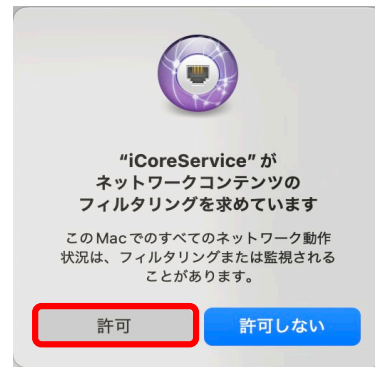 “iCoreService”が
ネットワークコンテンツの
フィルタリングを求めています
このMacでのすべてのネットワーク動作
状況は、フィルタリングまたは監視される
ことがあります。
許可
許可しない